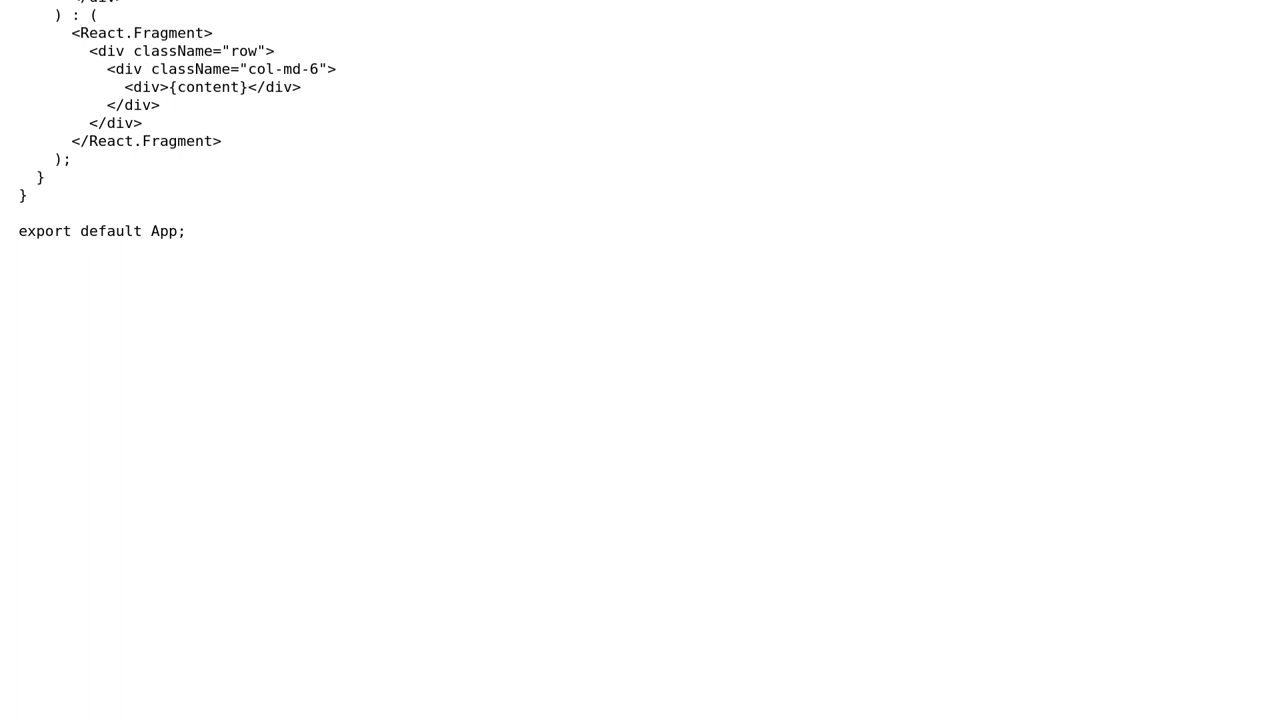 ) : (
      <React.Fragment>
        <div className="row">
          <div className="col-md-6">
            <div>{content}</div>
          </div>
        </div>
      </React.Fragment>
    );
  }
}

export default App;